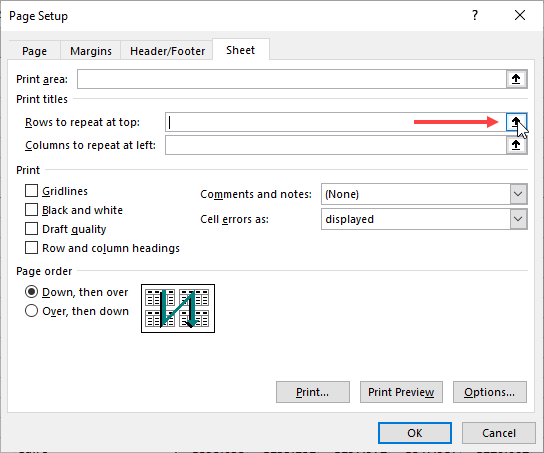 Page Setup
? ×
Page Margins Header/Footer Sheet
Print area:
Print titles
Rows to repeat at top:
Columns to repeat at left:
Print
Gridlines
Black and white
Draft quality
Row and column headings
Comments and notes: (None)
Cell errors as: displayed
Page order
Down, then over
Over, then down
Print... Print Preview Options...
OK Cancel